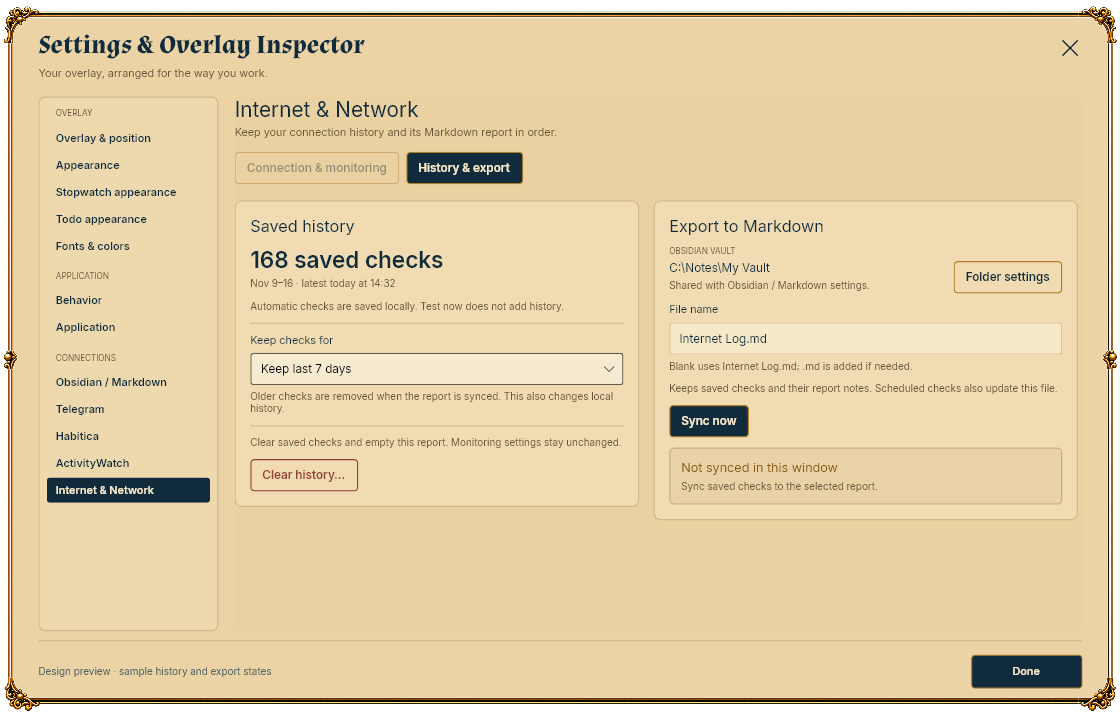 Settings & Overlay Inspector
Your overlay, arranged for the way you work.
OVERLAY
Overlay & position
Appearance
Stopwatch appearance
Todo appearance
Fonts & colors
APPLICATION
Behavior
Application
CONNECTIONS
Obsidian / Markdown
Telegram
Habitica
ActivityWatch
Internet & Network
Internet & Network
Keep your connection history and its Markdown report in order.
Connection & monitoring
History & export
Saved history
168 saved checks
Nov 9–16 · latest today at 14:32
Automatic checks are saved locally. Test now does not add history.
Keep checks for
Keep last 7 days
Older checks are removed when the report is synced. This also changes local
history.
Clear saved checks and empty this report. Monitoring settings stay unchanged.
Clear history...
Export to Markdown
OBSIDIAN VAULT
C:\Notes\My Vault
Shared with Obsidian / Markdown settings.
Folder settings
File name
Internet Log.md
Blank uses Internet Log.md; .md is added if needed.
Keeps saved checks and their report notes. Scheduled checks also update this file.
Sync now
Not synced in this window
Sync saved checks to the selected report.
Design preview · sample history and export states
Done